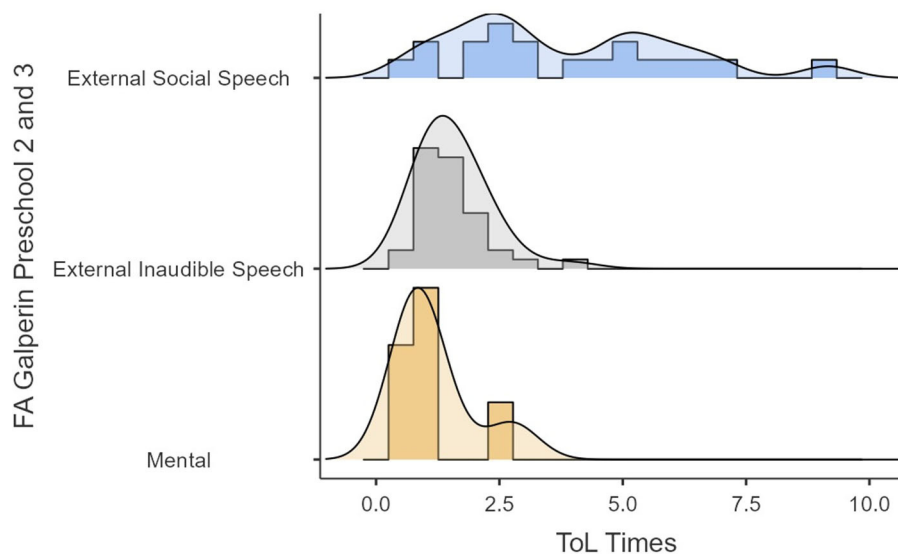 FA Galperin Preschool 2 and 3
External Social Speech
External Inaudible Speech
Mental
0.0 2.5 5.0 7.5 10.0
ToL Times